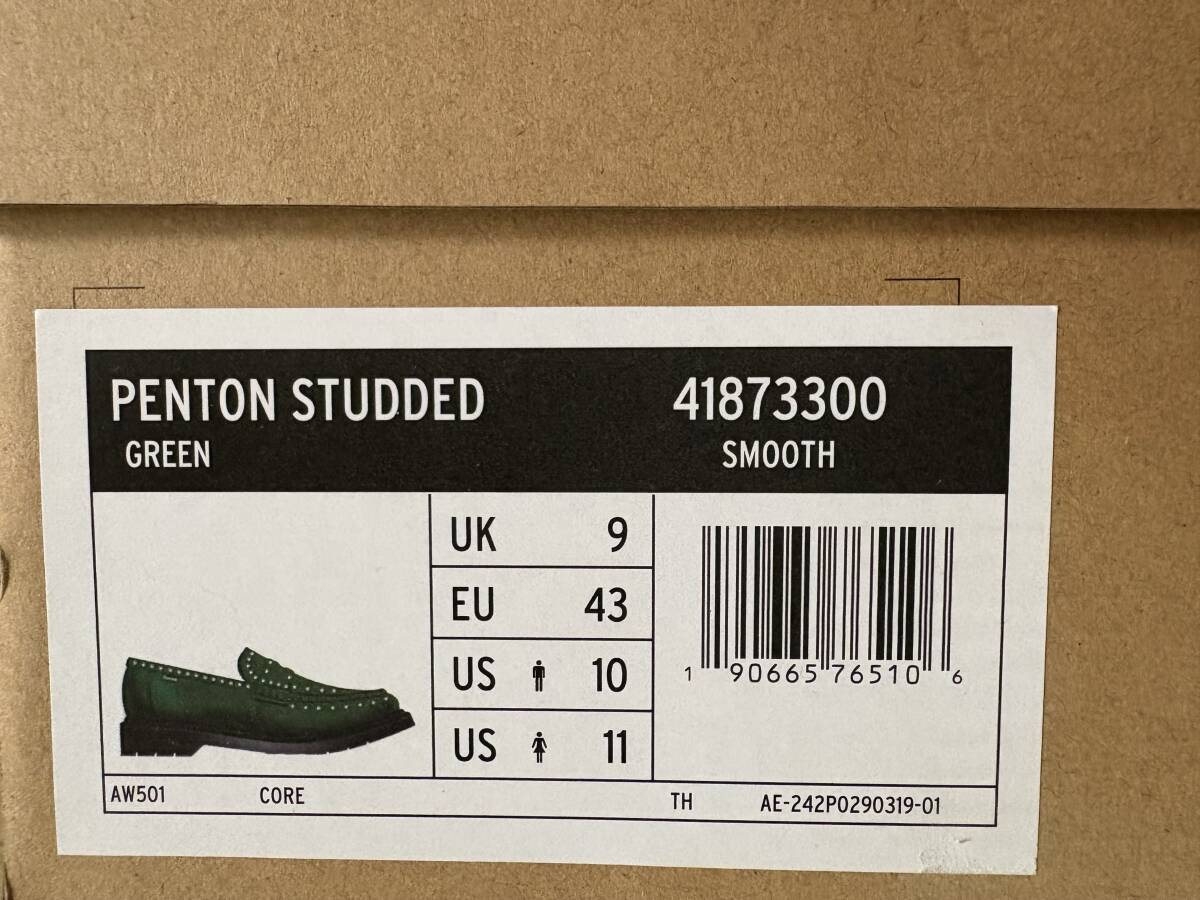 PENTON STUDDED 41873300
GREEN SMOOTH
UK 9
EU 43
US 10
US 11
1 90665 76510 6
AW501 CORE TH AE-242P0290319-01